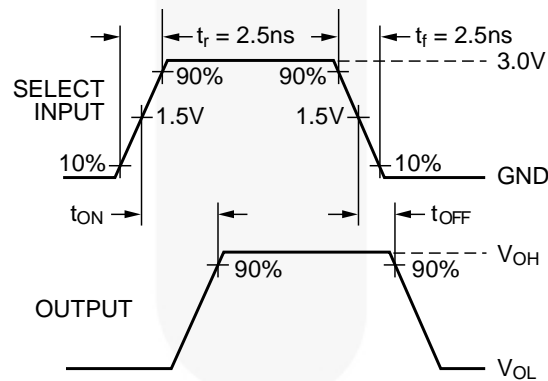 tr = 2.5ns
tf = 2.5ns
90%
90%
3.0V
SELECT
INPUT
1.5V
1.5V
10%
10%
GND
tON
tOFF
VOH
90%
90%
OUTPUT
VOL